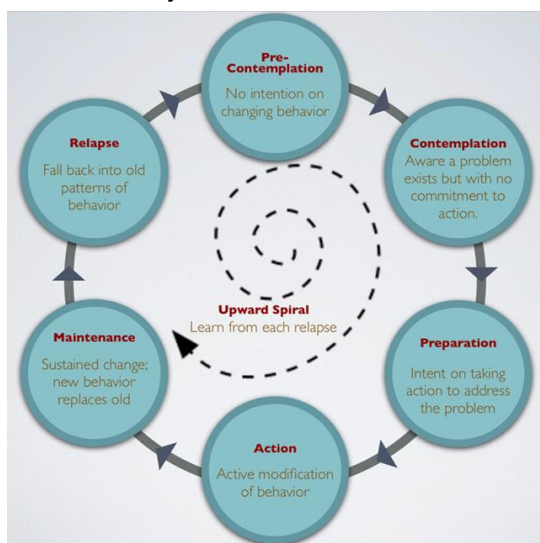 Pre-
Contemplation
No intention on
changing behavior
Contemplation
Aware a problem
exists but with no
commitment to
action.
Preparation
Intent on taking
action to address
the problem
Action
Active modification
of behavior
Maintenance
Sustained change;
new behavior
replaces old
Relapse
Fall back into old
patterns of
behavior
Upward Spiral
Learn from each relapse